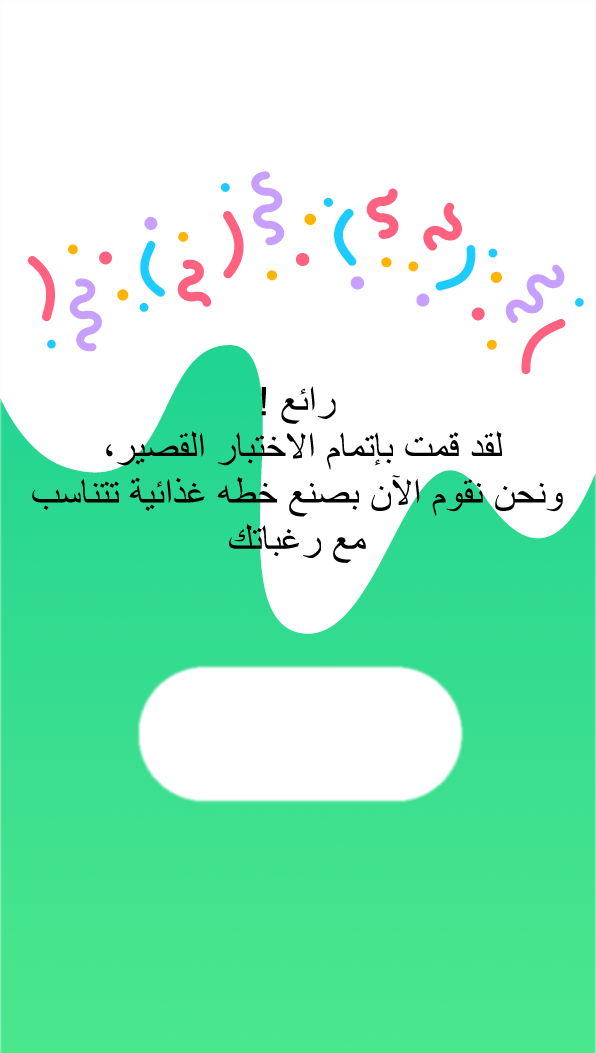 رائع !
لقد قمت بإتمام الاختبار القصير،
ونحن نقوم الآن بصنع خطه غذائية تتناسب
مع رغباتك